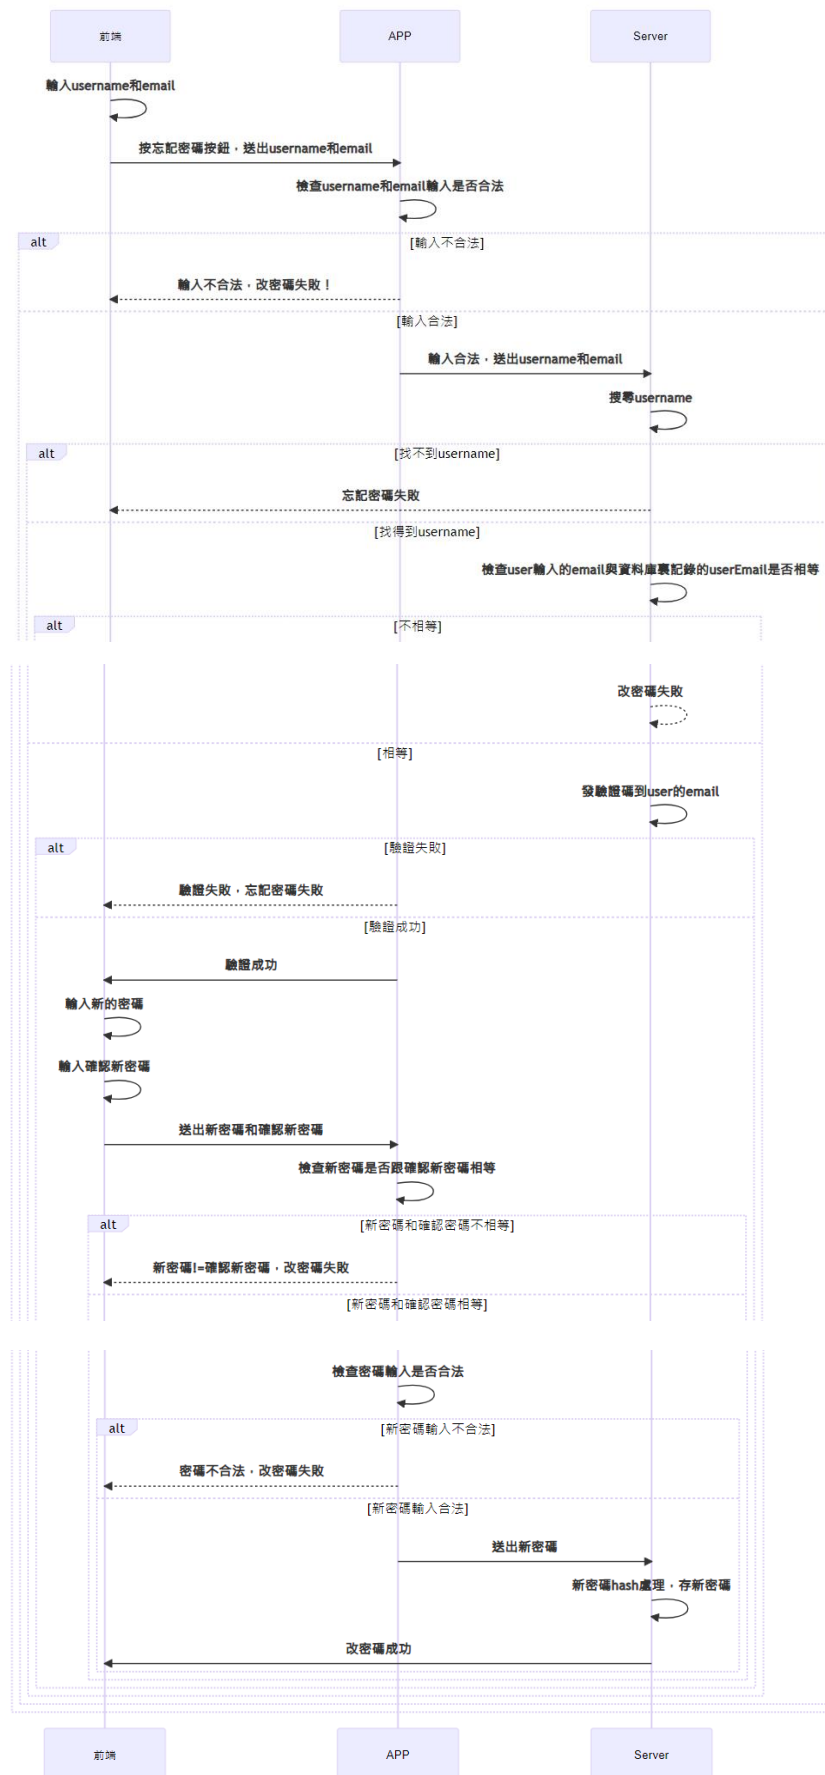 前端
APP
Server
輸入username和email
按忘記密碼按鈕，送出username和email
檢查username和email輸入是否合法
alt
[輸入不合法]
輸入不合法，改密碼失敗！
[輸入合法]
輸入合法，送出username和email
搜尋username
alt
[找不到username]
忘記密碼失敗
[找得到username]
檢查user輸入的email與資料庫裏記錄的userEmail是否相等
alt
[不相等]
改密碼失敗
[相等]
發驗證碼到user的email
alt
[驗證失敗]
驗證失敗，忘記密碼失敗
[驗證成功]
驗證成功
輸入新的密碼
輸入確認新密碼
送出新密碼和確認新密碼
檢查新密碼是否跟確認新密碼相等
alt
[新密碼和確認密碼不相等]
新密碼!=確認新密碼，改密碼失敗
[新密碼和確認密碼相等]
檢查密碼輸入是否合法
alt
[新密碼輸入不合法]
密碼不合法，改密碼失敗
[新密碼輸入合法]
送出新密碼
新密碼hash處理，存新密碼
改密碼成功
前端
APP
Server